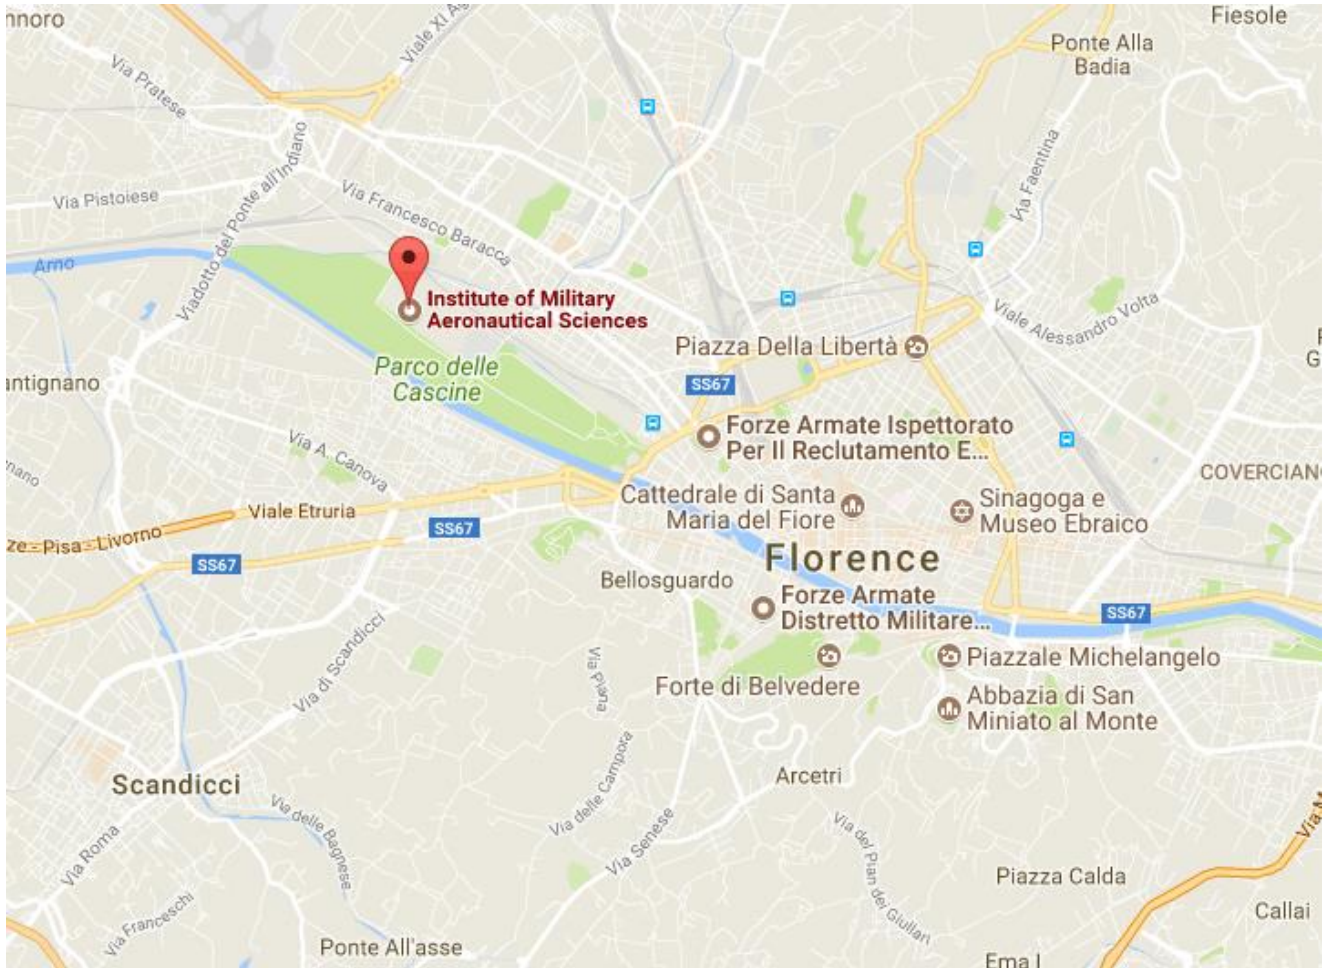 nnoro
Viale XI Ag
Fiesole
Ponte Alla
Badia
Via Pratese
Viadotto del Ponte all'Indiano
Via Faentina
Via Pistoiese
Via Francesco Baracca
Arno
Institute of Military
Aeronautical Sciences
Viale Alessandro Volta
Piazza Della Libertà
Parco delle
Cascine
SS67
antignano
G
Forze Armate Ispettorato
Per Il Reclutamento E...
Via A. Canova
gnano
COVERCIAN
Cattedrale di Santa
Maria del Fiore
Sinagoga e
Museo Ebraico
Viale Etruria
SS67
ze - Pisa - Livorno
SS67
Florence
Bellosguardo
Forze Armate
Distretto Militare...
SS67
Via di Scandicci
Via Piana
Forte di Belvedere
Piazzale Michelangelo
Abbazia di San
Miniato al Monte
Scandicci
Arcetri
Via delle Campora
Via delle Bagnese
Via Senese
Via del Pian dei Giullari
Via M
Via Roma
Piazza Calda
Via Franceschi
Callai
Ponte All'asse
Ema I